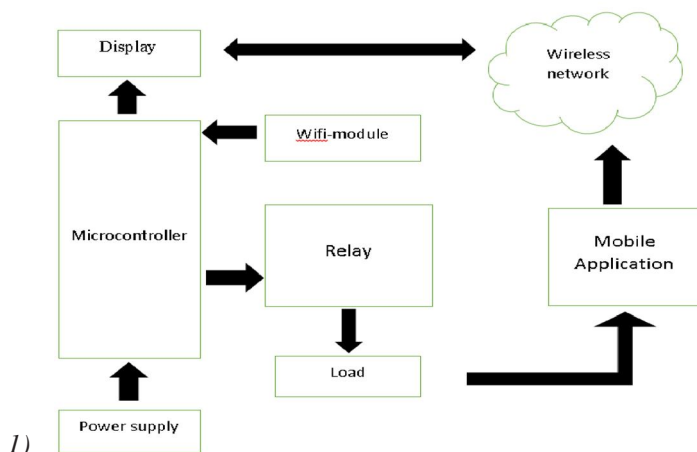 Display
Wireless
network
Wifi-module
Microcontroller
Relay
Mobile
Application
Load
Power supply
1)